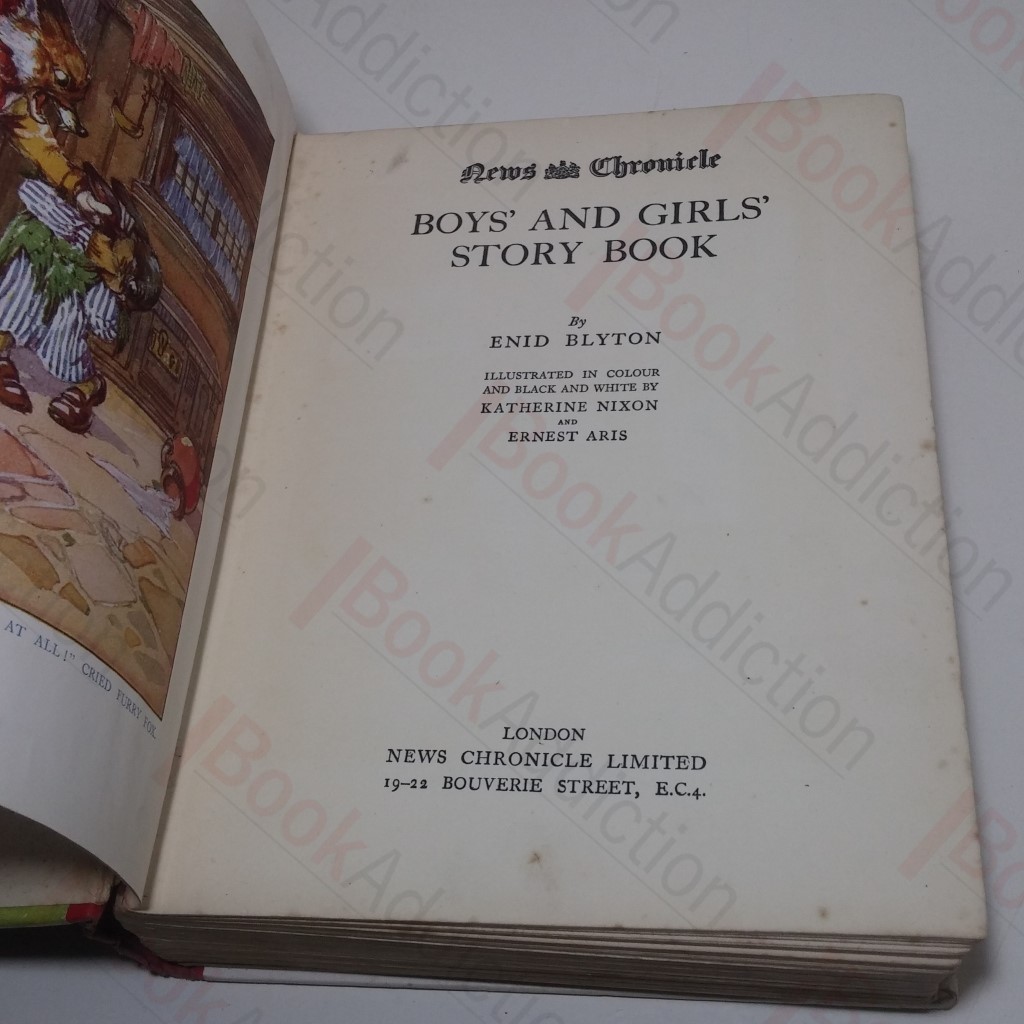 AT ALL!" CRIED FURRY FOX.
News Chronicle
BOYS' AND GIRLS'
STORY BOOK
By
ENID BLYTON
ILLUSTRATED IN COLOUR
AND BLACK AND WHITE BY
KATHERINE NIXON
AND
ERNEST ARIS
LONDON
NEWS CHRONICLE LIMITED
19–22 BOUVERIE STREET, E.C.4.
BookAddiction